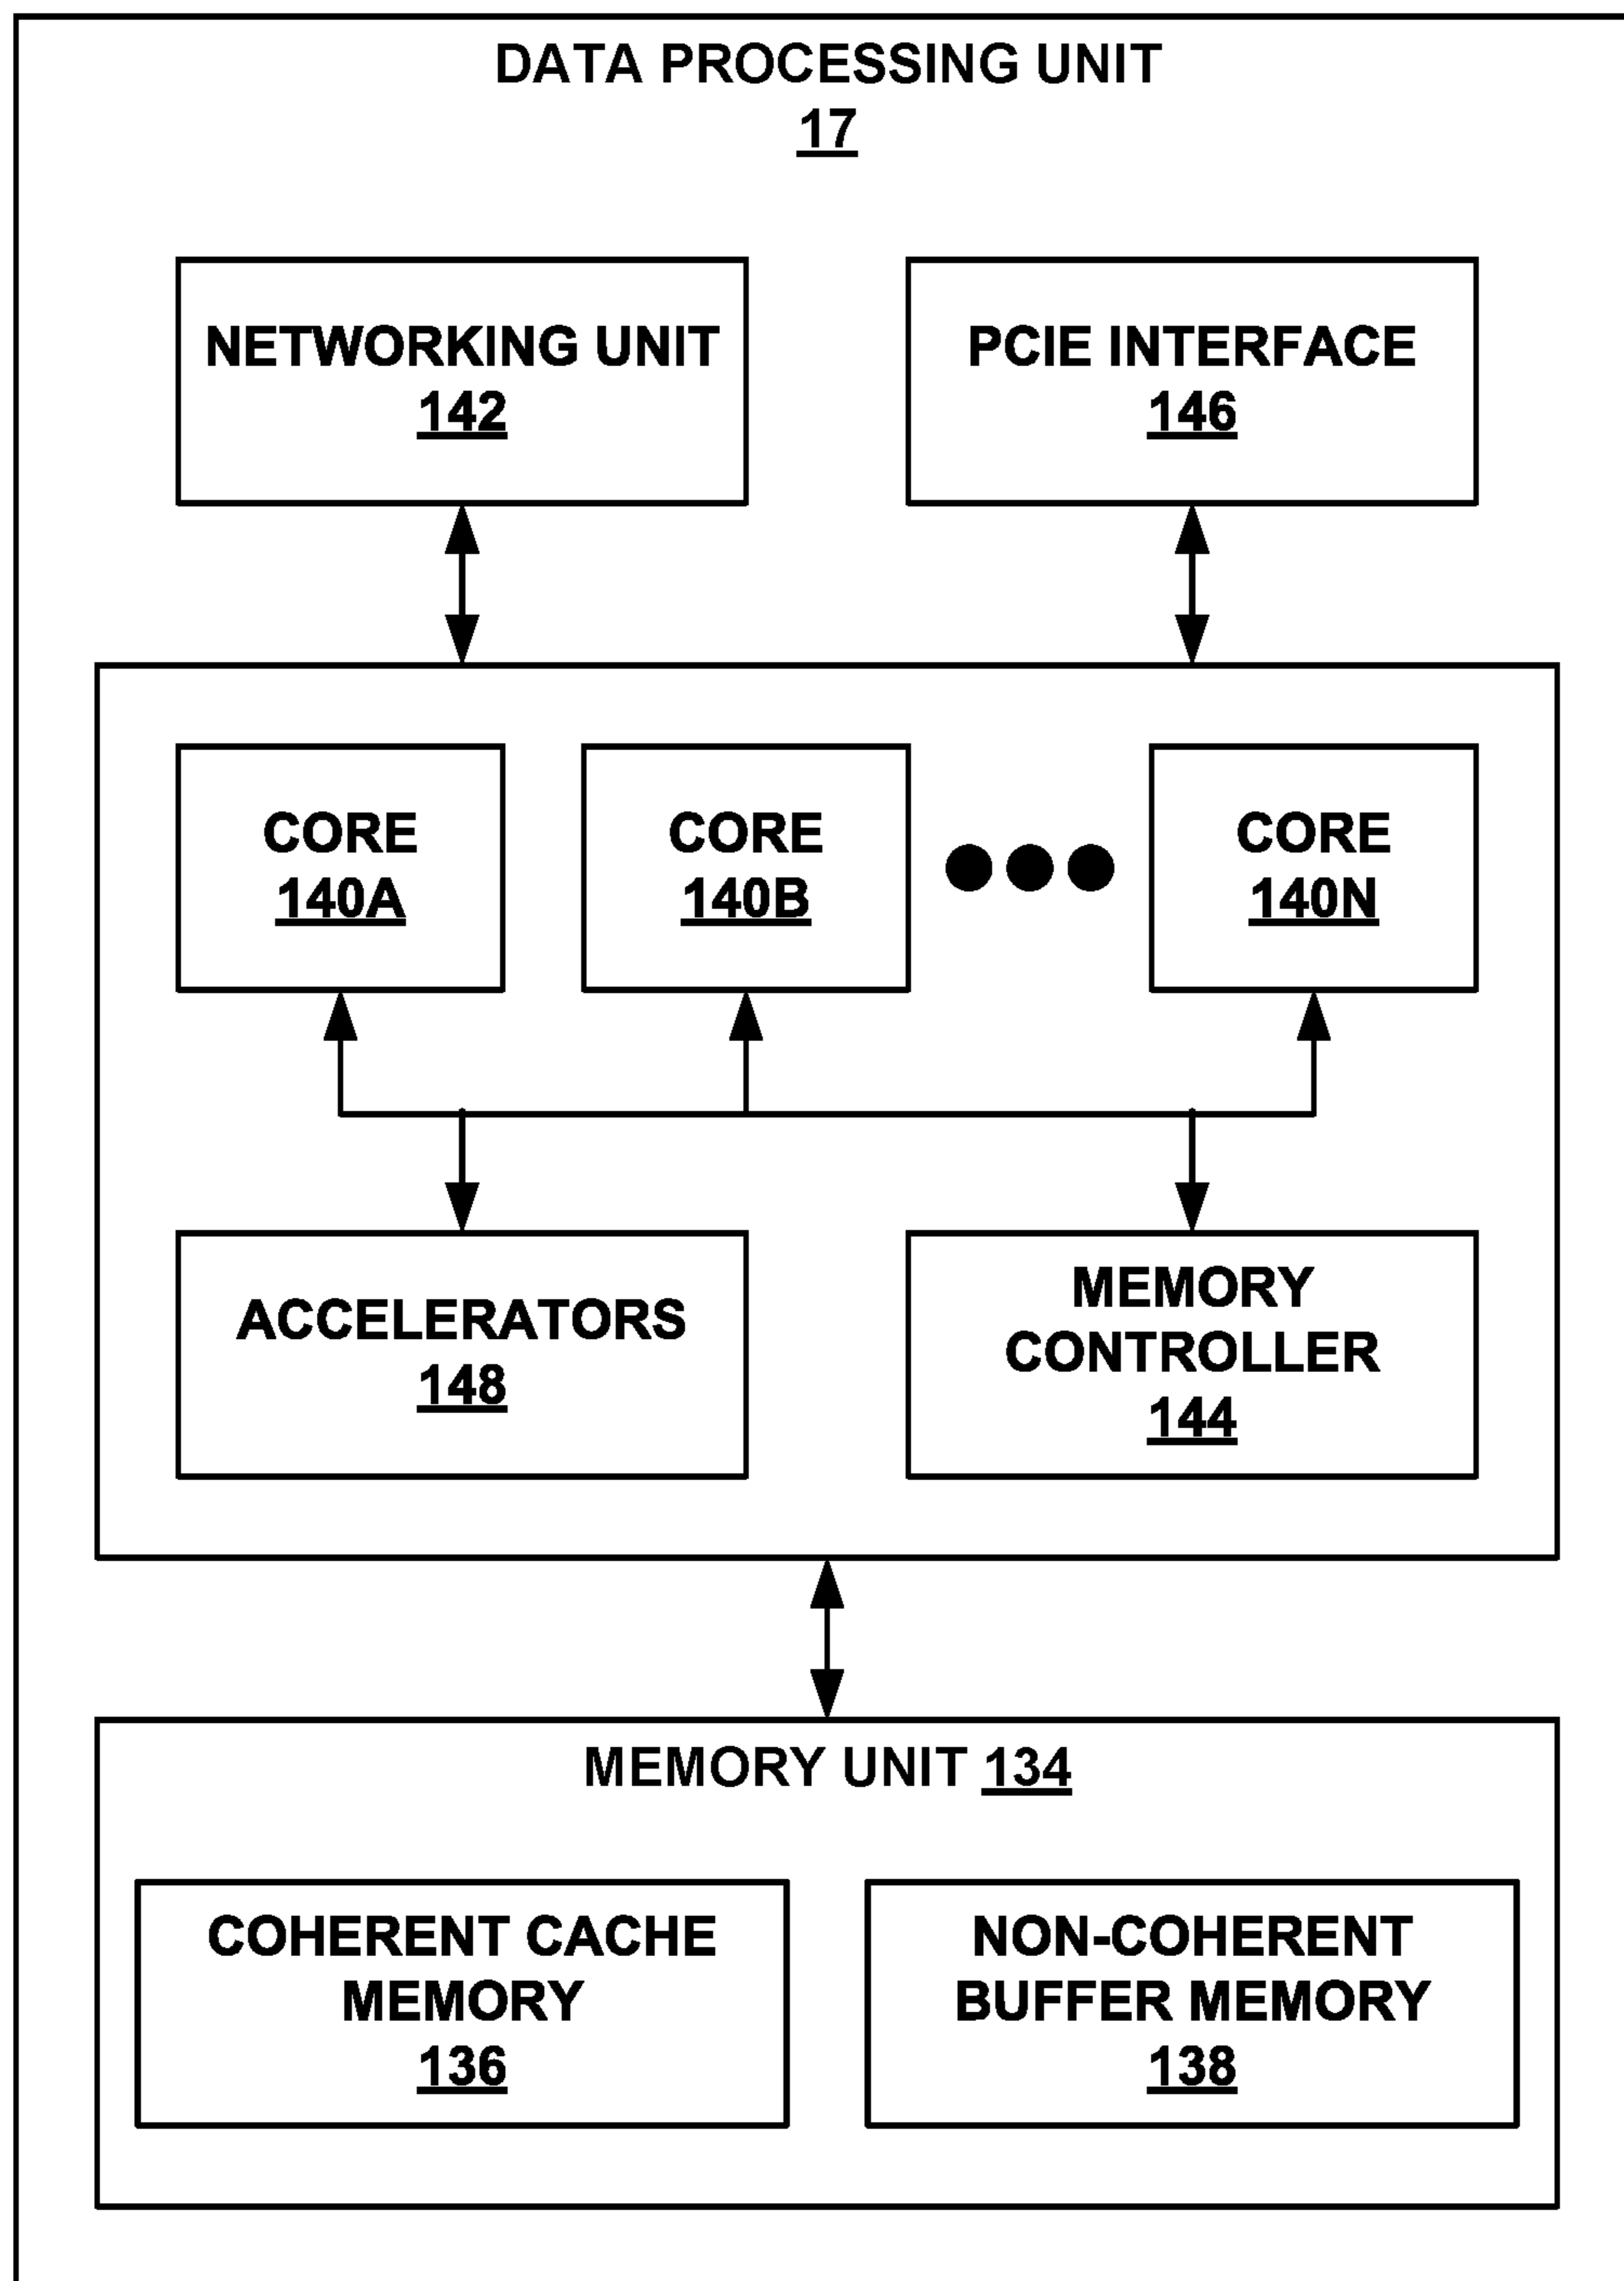 DATA PROCESSING UNIT
17
NETWORKING UNIT
142
PCIE INTERFACE
146
CORE
140A
CORE
140B
CORE
140N
ACCELERATORS
148
MEMORY
CONTROLLER
144
MEMORY UNIT 134
COHERENT CACHE
MEMORY
136
NON-COHERENT
BUFFER MEMORY
138